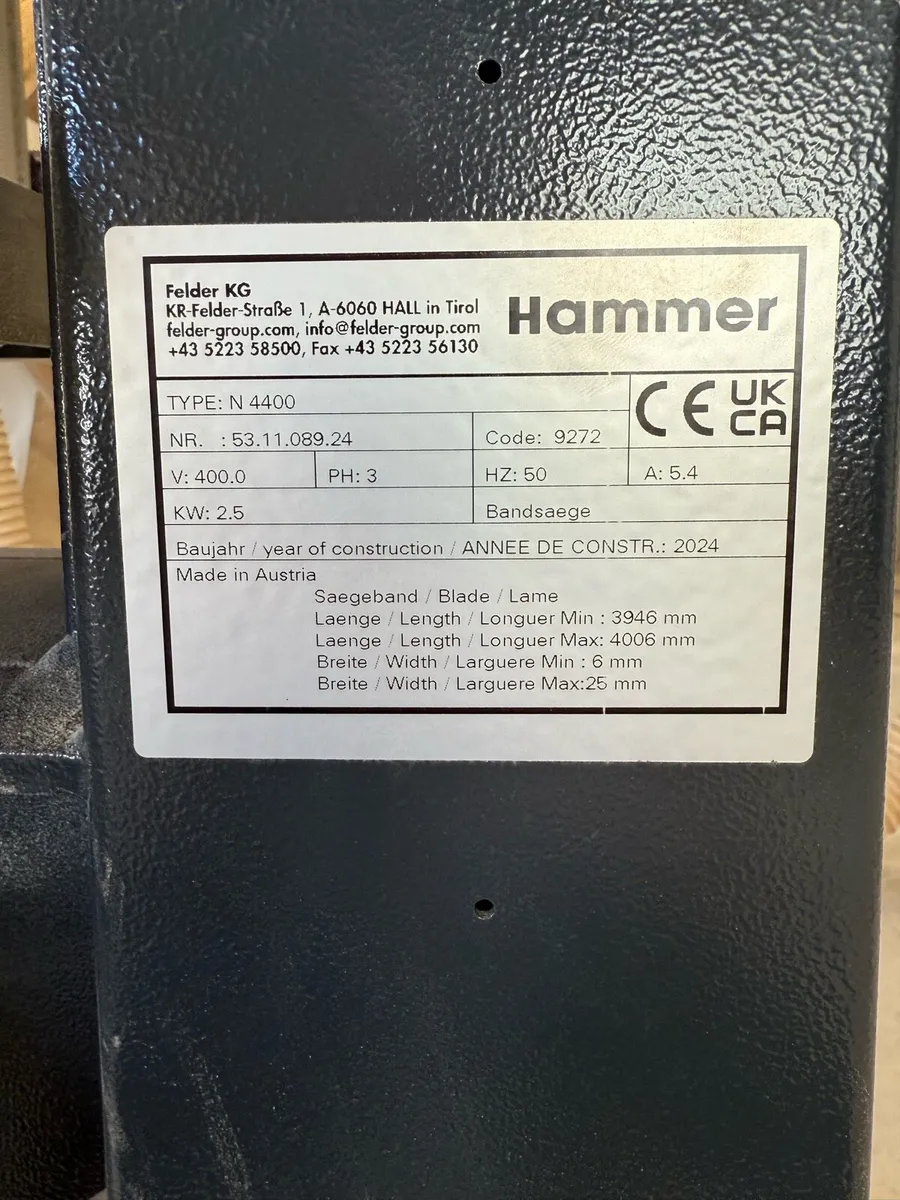 Felder KG
KR-Felder-Straße 1, A-6060 HALL in Tirol
felder-group.com, info@felder-group.com
+43 5223 58500, Fax +43 5223 56130
Hammer
TYPE: N 4400
CE UK
CA
NR. : 53.11.089.24 Code: 9272
V: 400.0 PH: 3 HZ: 50 A: 5.4
KW: 2.5 Bandsaege
Baujahr / year of construction / ANNEE DE CONSTR.: 2024
Made in Austria
Saegeband / Blade / Lame
Laenge / Length / Longuer Min : 3946 mm
Laenge / Length / Longuer Max: 4006 mm
Breite / Width / Larguere Min : 6 mm
Breite / Width / Larguere Max:25 mm